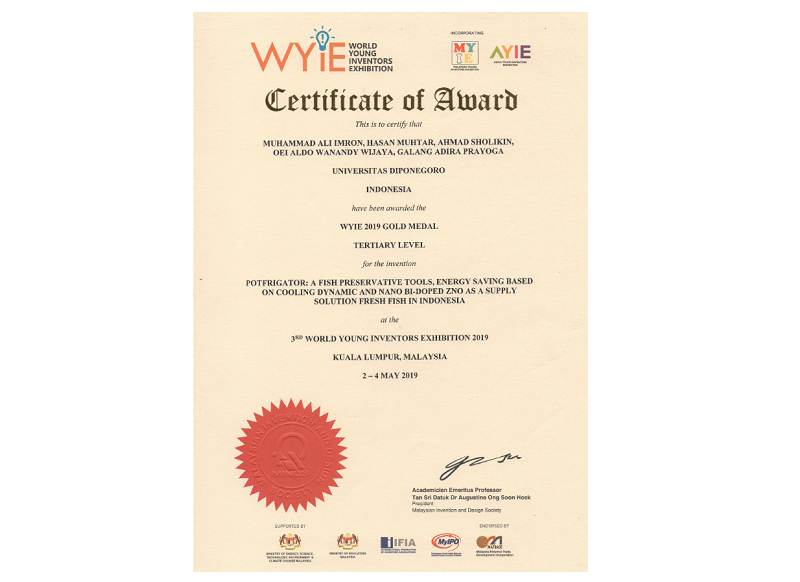 WYiE WORLD
YOUNG
INVENTORS
EXHIBITION
INCORPORATING
MY
iE
AYIE
Certificate of Award
This is to certify that
MUHAMMAD ALI IMRON, HASAN MUHTAR, AHMAD SHOLIKIN,
OEI ALDO WANANDY WIJAYA, GALANG ADIRA PRAYOGA
UNIVERSITAS DIPONEGORO
INDONESIA
have been awarded the
WYIE 2019 GOLD MEDAL
TERTIARY LEVEL
for the invention
POTFRIGATOR: A FISH PRESERVATIVE TOOLS, ENERGY SAVING BASED
ON COOLING DYNAMIC AND NANO BI-DOPED ZNO AS A SUPPLY
SOLUTION FRESH FISH IN INDONESIA
at the
3RD WORLD YOUNG INVENTORS EXHIBITION 2019
KUALA LUMPUR, MALAYSIA
2 – 4 MAY 2019
Academician Emeritus Professor
Tan Sri Datuk Dr Augustine Ong Soon Hock
President
Malaysian Invention and Design Society
SUPPORTED BY
ENDORSED BY
MINISTRY OF ENERGY, SCIENCE,
TECHNOLOGY, ENVIRONMENT &
CLIMATE CHANGE MALAYSIA
MINISTRY OF EDUCATION
MALAYSIA
IFIA
MyIPO
MATRADE
Malaysia External Trade
Development Corporation